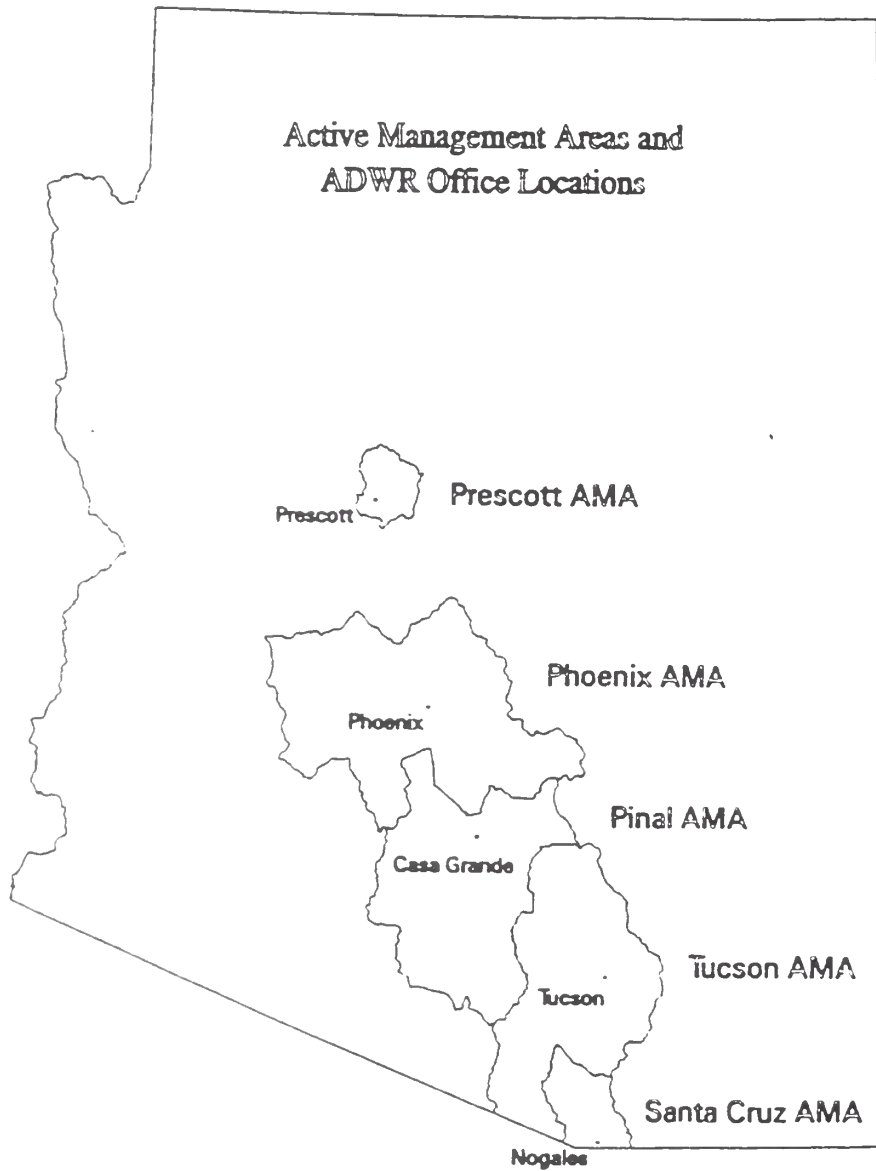 Active Management Areas and
ADWR Office Locations
Prescott AMA
Prescott
Phoenix AMA
Phoenix
Pinal AMA
Casa Grande
Tucson AMA
Tucson
Santa Cruz AMA
Nogales